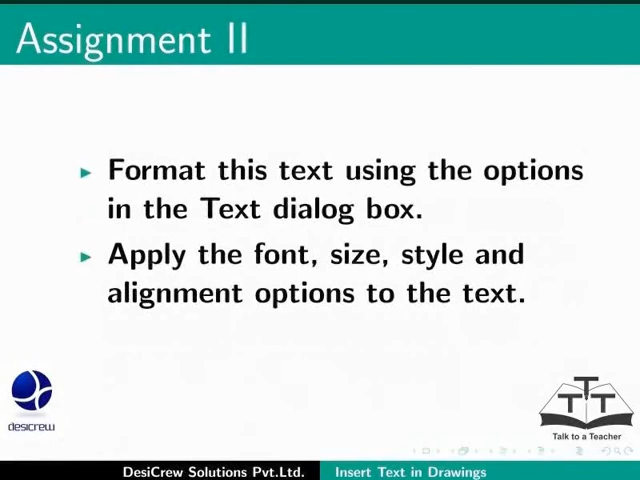 Assignment II
Format this text using the options
in the Text dialog box.
Apply the font, size, style and
alignment options to the text.
desicrew
TTT
Talk to a Teacher
DesiCrew Solutions Pvt.Ltd.
Insert Text in Drawings